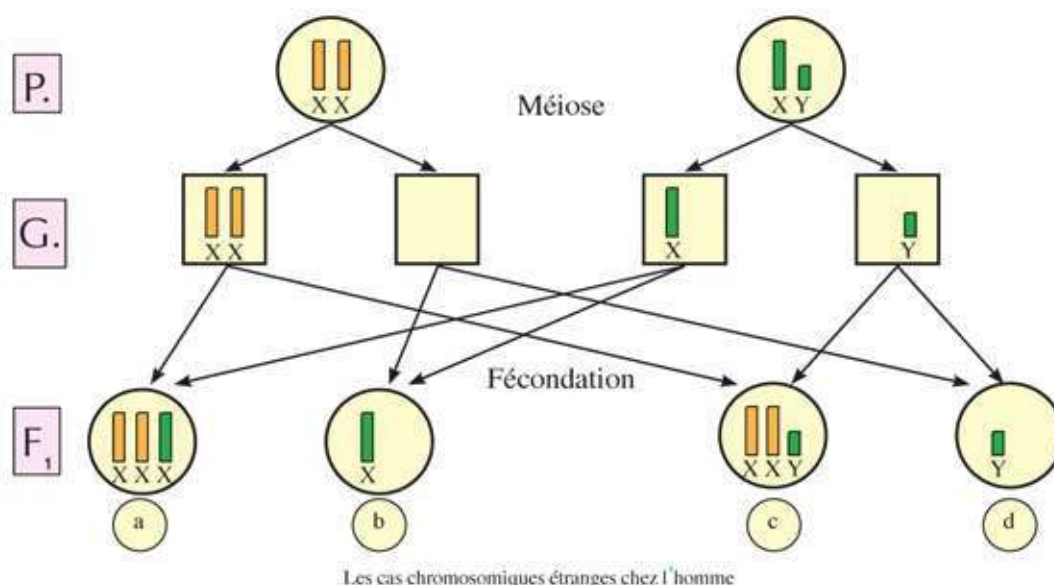 P.
X X
X Y
Méiose
G.
X X
X
Y
Fécondation
F1
X X X
X
X X Y
Y
a
b
c
d
Les cas chromosomiques étranges chez l'homme